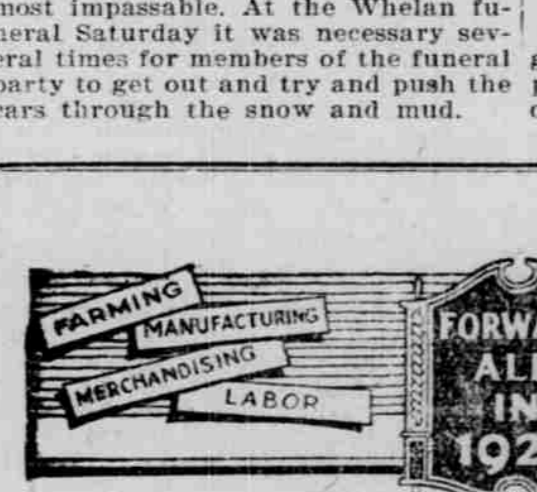 most impassable. At the Whelan fu-
neral Saturday it was necessary sev-
eral times for members of the funeral
party to get out and try and push the
cars through the snow and mud.
FARMING
MANUFACTURING
MERCHANDISING
LABOR
FORWA
ALL
IN
192